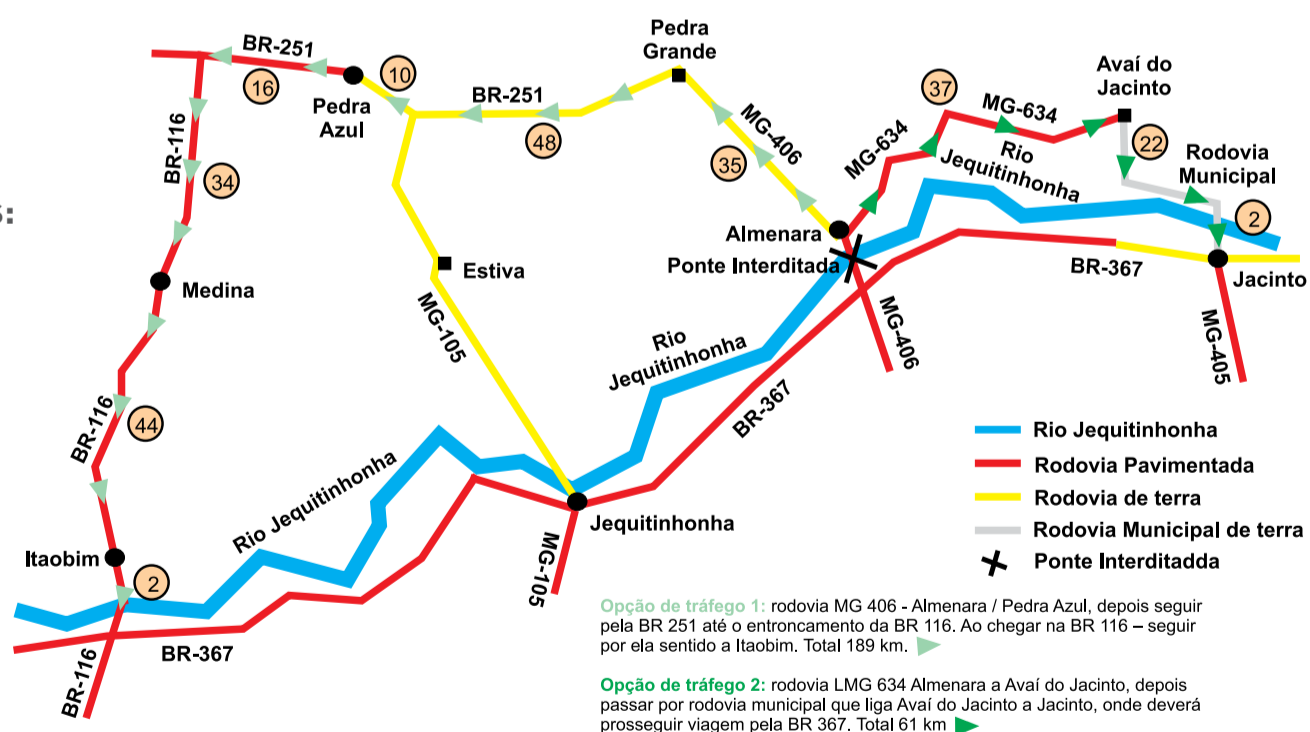 BR-251
16
10
Pedra
Azul
BR-251
48
Pedra
Grande
MG-406
35
37
MG-634
MG-634
Avaí do
Jacinto
22
Rio
Jequitinhonha
Rodovia
Municipal
2
BR-116
34
S:
Almenara
Ponte Interditada
BR-367
Jacinto
Medina
Estiva
MG-105
MG-406
MG-405
Rio
Jequitinhonha
BR-367
BR-116
44
Rio Jequitinhonha
Jequitinhonha
MG-105
Itaobim
2
BR-367
BR-116
Rio Jequitinhonha
Rodovia Pavimentada
Rodovia de terra
Rodovia Municipal de terra
Ponte Interditadda
Opção de tráfego 1: rodovia MG 406 - Almenara / Pedra Azul, depois seguir
pela BR 251 até o entroncamento da BR 116. Ao chegar na BR 116 – seguir
por ela sentido a Itaobim. Total 189 km.
Opção de tráfego 2: rodovia LMG 634 Almenara a Avaí do Jacinto, depois
passar por rodovia municipal que liga Avaí do Jacinto a Jacinto, onde deverá
prosseguir viagem pela BR 367. Total 61 km